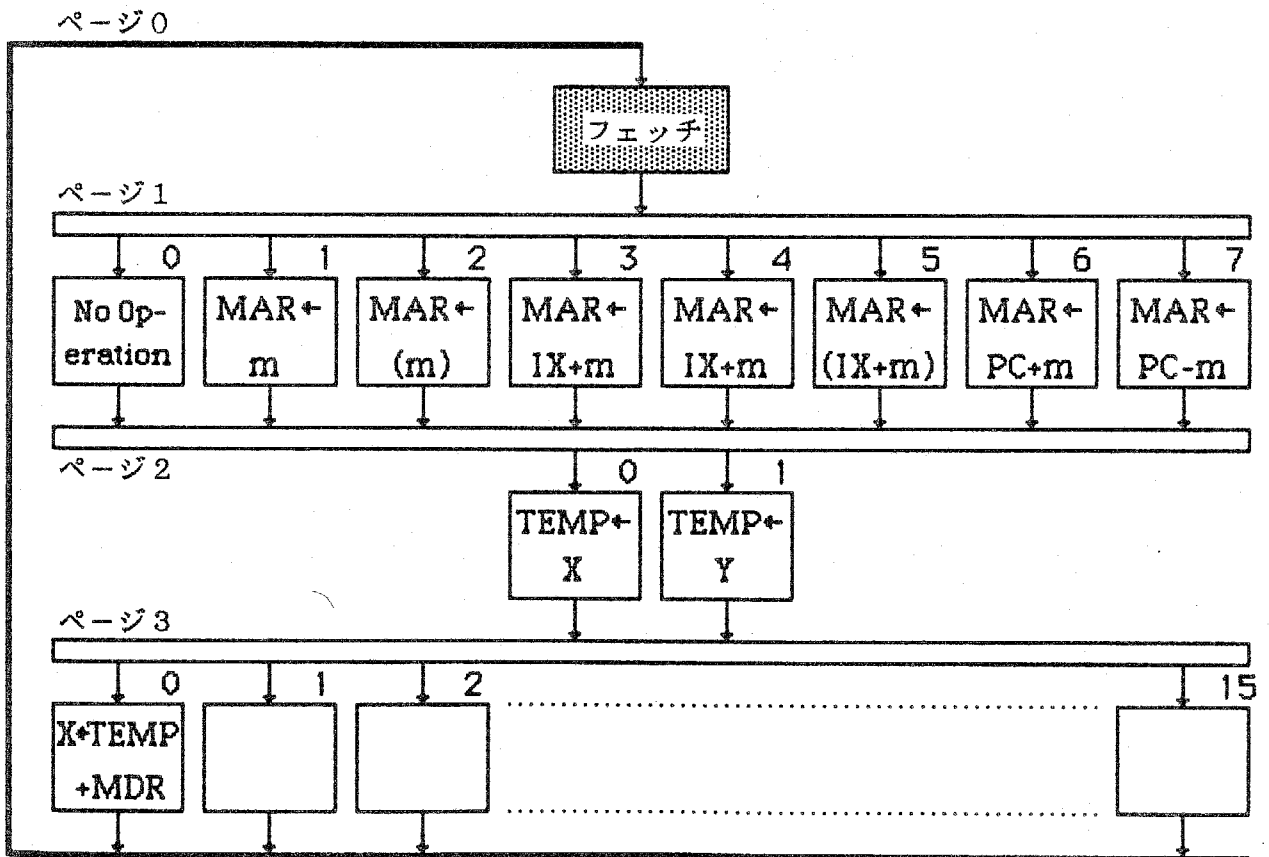 ページ0
フェッチ
ページ1
0 1 2 3 4 5 6 7
No Op- MAR← MAR← MAR← MAR← MAR← MAR← MAR←
eration m (m) IX+m IX+m (IX+m) PC+m PC-m
ページ2
0 1
TEMP← TEMP←
X Y
ページ3
0 1 2 15
X←TEMP
+MDR